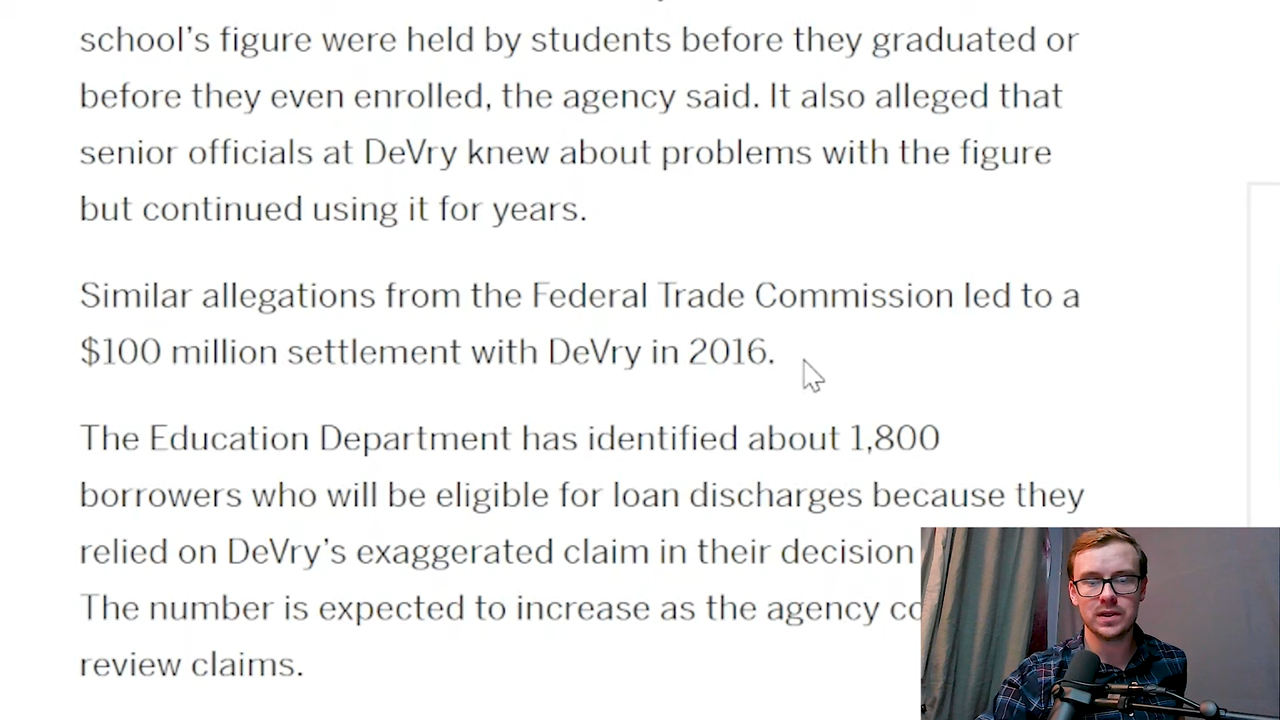 school's figure were held by students before they graduated or
before they even enrolled, the agency said. It also alleged that
senior officials at DeVry knew about problems with the figure
but continued using it for years.
Similar allegations from the Federal Trade Commission led to a
$100 million settlement with DeVry in 2016.
The Education Department has identified about 1,800
borrowers who will be eligible for loan discharges because they
relied on DeVry's exaggerated claim in their decision
The number is expected to increase as the agency
review claims.